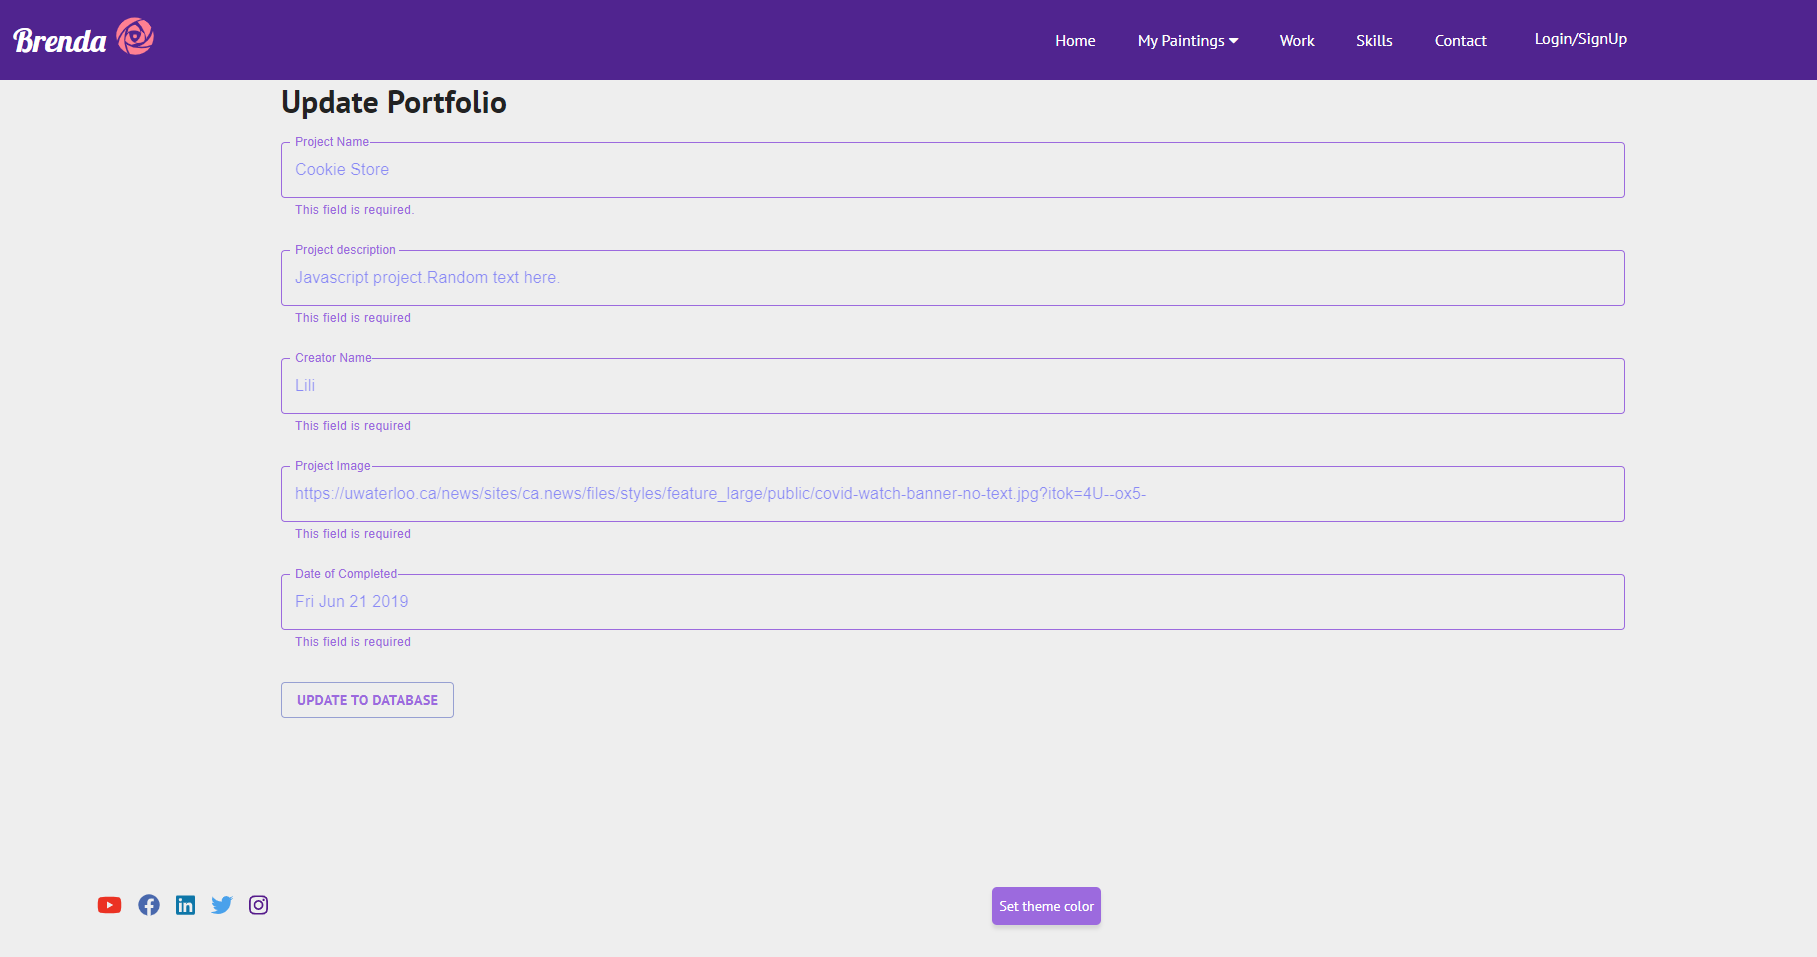 Brenda
Home My Paintings Work Skills Contact Login/SignUp
Update Portfolio
Project Name
Cookie Store
This field is required.
Project description
Javascript project.Random text here.
This field is required
Creator Name
Lili
This field is required
Project Image
https://uwaterloo.ca/news/sites/ca.news/files/styles/feature_large/public/covid-watch-banner-no-text.jpg?itok=4U--ox5-
This field is required
Date of Completed
Fri Jun 21 2019
This field is required
UPDATE TO DATABASE
Set theme color